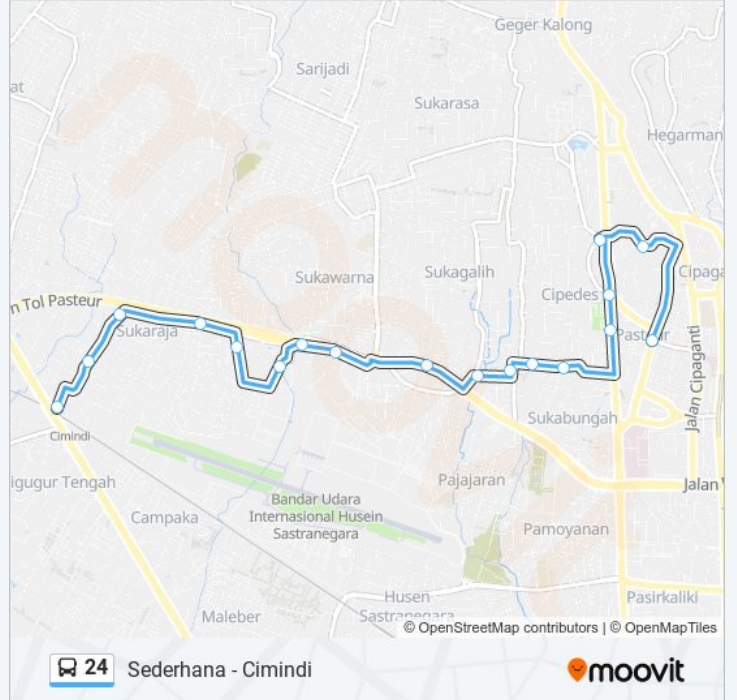 Geger Kalong
Sarijadi
at
Sukarasa
Hegarman
Sukawarna
Sukagalih
Cipaga
Cipedes
n Tol Pasteur
Sukaraja
Pasteur
Jalan Cipaganti
Sukabungah
Cimindi
Pajajaran
igugur Tengah
Jalan
Bandar Udara
Internasional Husein
Sastranegara
Campaka
Pamoyanan
Husen
Sastranegara
Pasirkaliki
Maleber
© OpenStreetMap contributors | © OpenMapTiles
24 Sederhana - Cimindi
moovit